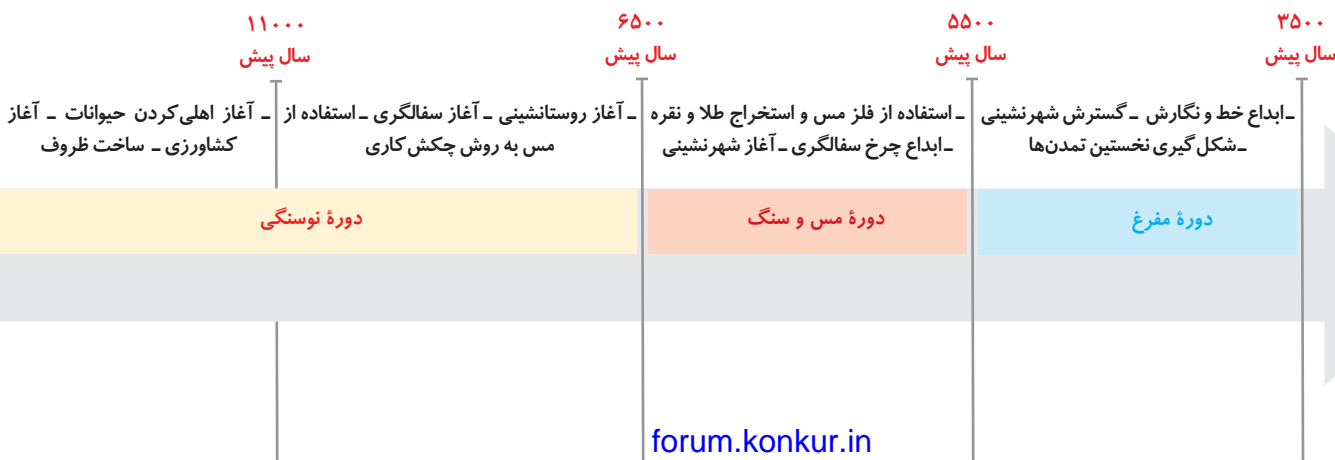 ۱۱۰۰۰
سال پیش
۶۵۰۰
سال پیش
۵۵۰۰
سال پیش
۳۵۰۰
سال پیش
ـ آغاز اهلی کردن حیوانات ـ آغاز
کشاورزی ـ ساخت ظروف
ـ آغاز روستانشینی ـ آغاز سفالگری ـ استفاده از
مس به روش چکش کاری
ـ استفاده از فلز مس و استخراج طلا و نقره
ـ ابداع چرخ سفالگری ـ آغاز شهرنشینی
ـ ابداع خط و نگارش ـ گسترش شهرنشینی
ـ شکل گیری نخستین تمدن‌ها
دورۀ نوسنگی
دورۀ مس و سنگ
دورۀ مفرغ
forum.konkur.in